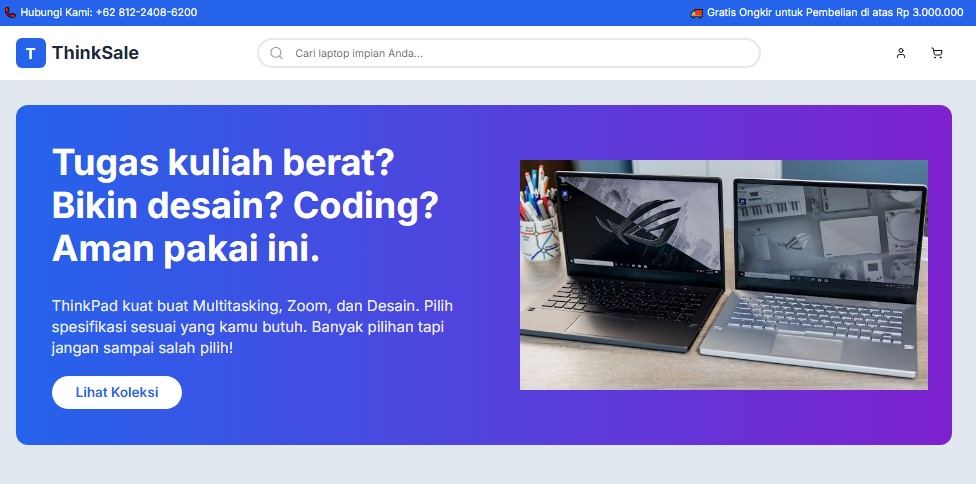 Hubungi Kami: +62 812-2408-6200
Gratis Ongkir untuk Pembelian di atas Rp 3.000.000
T ThinkSale
Cari laptop impian Anda...
Tugas kuliah berat?
Bikin desain? Coding?
Aman pakai ini.
ThinkPad kuat buat Multitasking, Zoom, dan Desain. Pilih
spesifikasi sesuai yang kamu butuh. Banyak pilihan tapi
jangan sampai salah pilih!
Lihat Koleksi